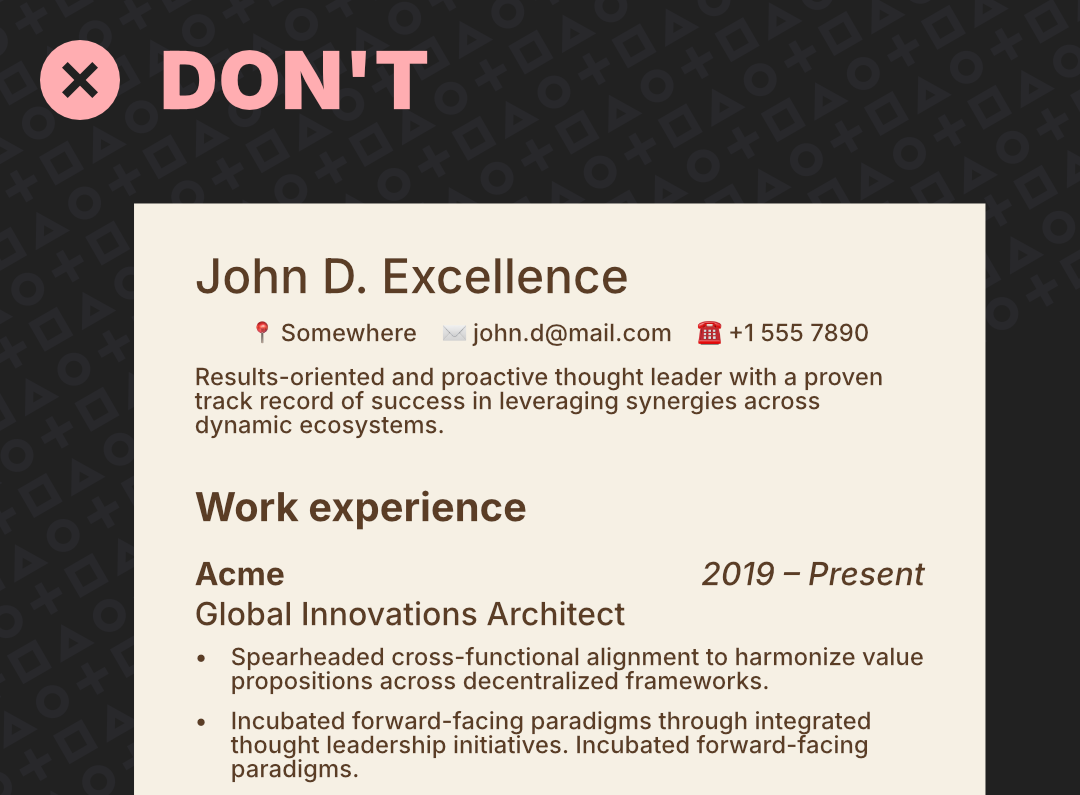 DON'T
John D. Excellence
📍 Somewhere ✉️ john.d@mail.com ☎️ +1 555 7890
Results-oriented and proactive thought leader with a proven
track record of success in leveraging synergies across
dynamic ecosystems.
Work experience
Acme 2019 – Present
Global Innovations Architect
• Spearheaded cross-functional alignment to harmonize value
propositions across decentralized frameworks.
• Incubated forward-facing paradigms through integrated
thought leadership initiatives. Incubated forward-facing
paradigms.